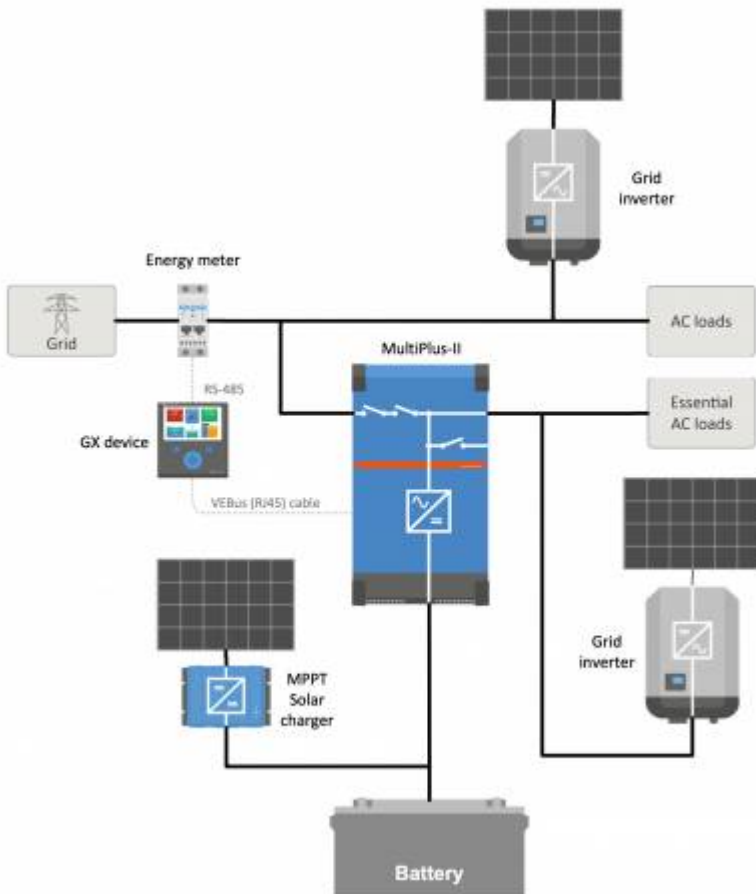 Grid
inverter
Energy meter
Grid
AC loads
MultiPlus-II
RS-485
Essential
AC loads
GX device
VEBus (RJ45) cable
MPPT
Solar
charger
Grid
inverter
Battery